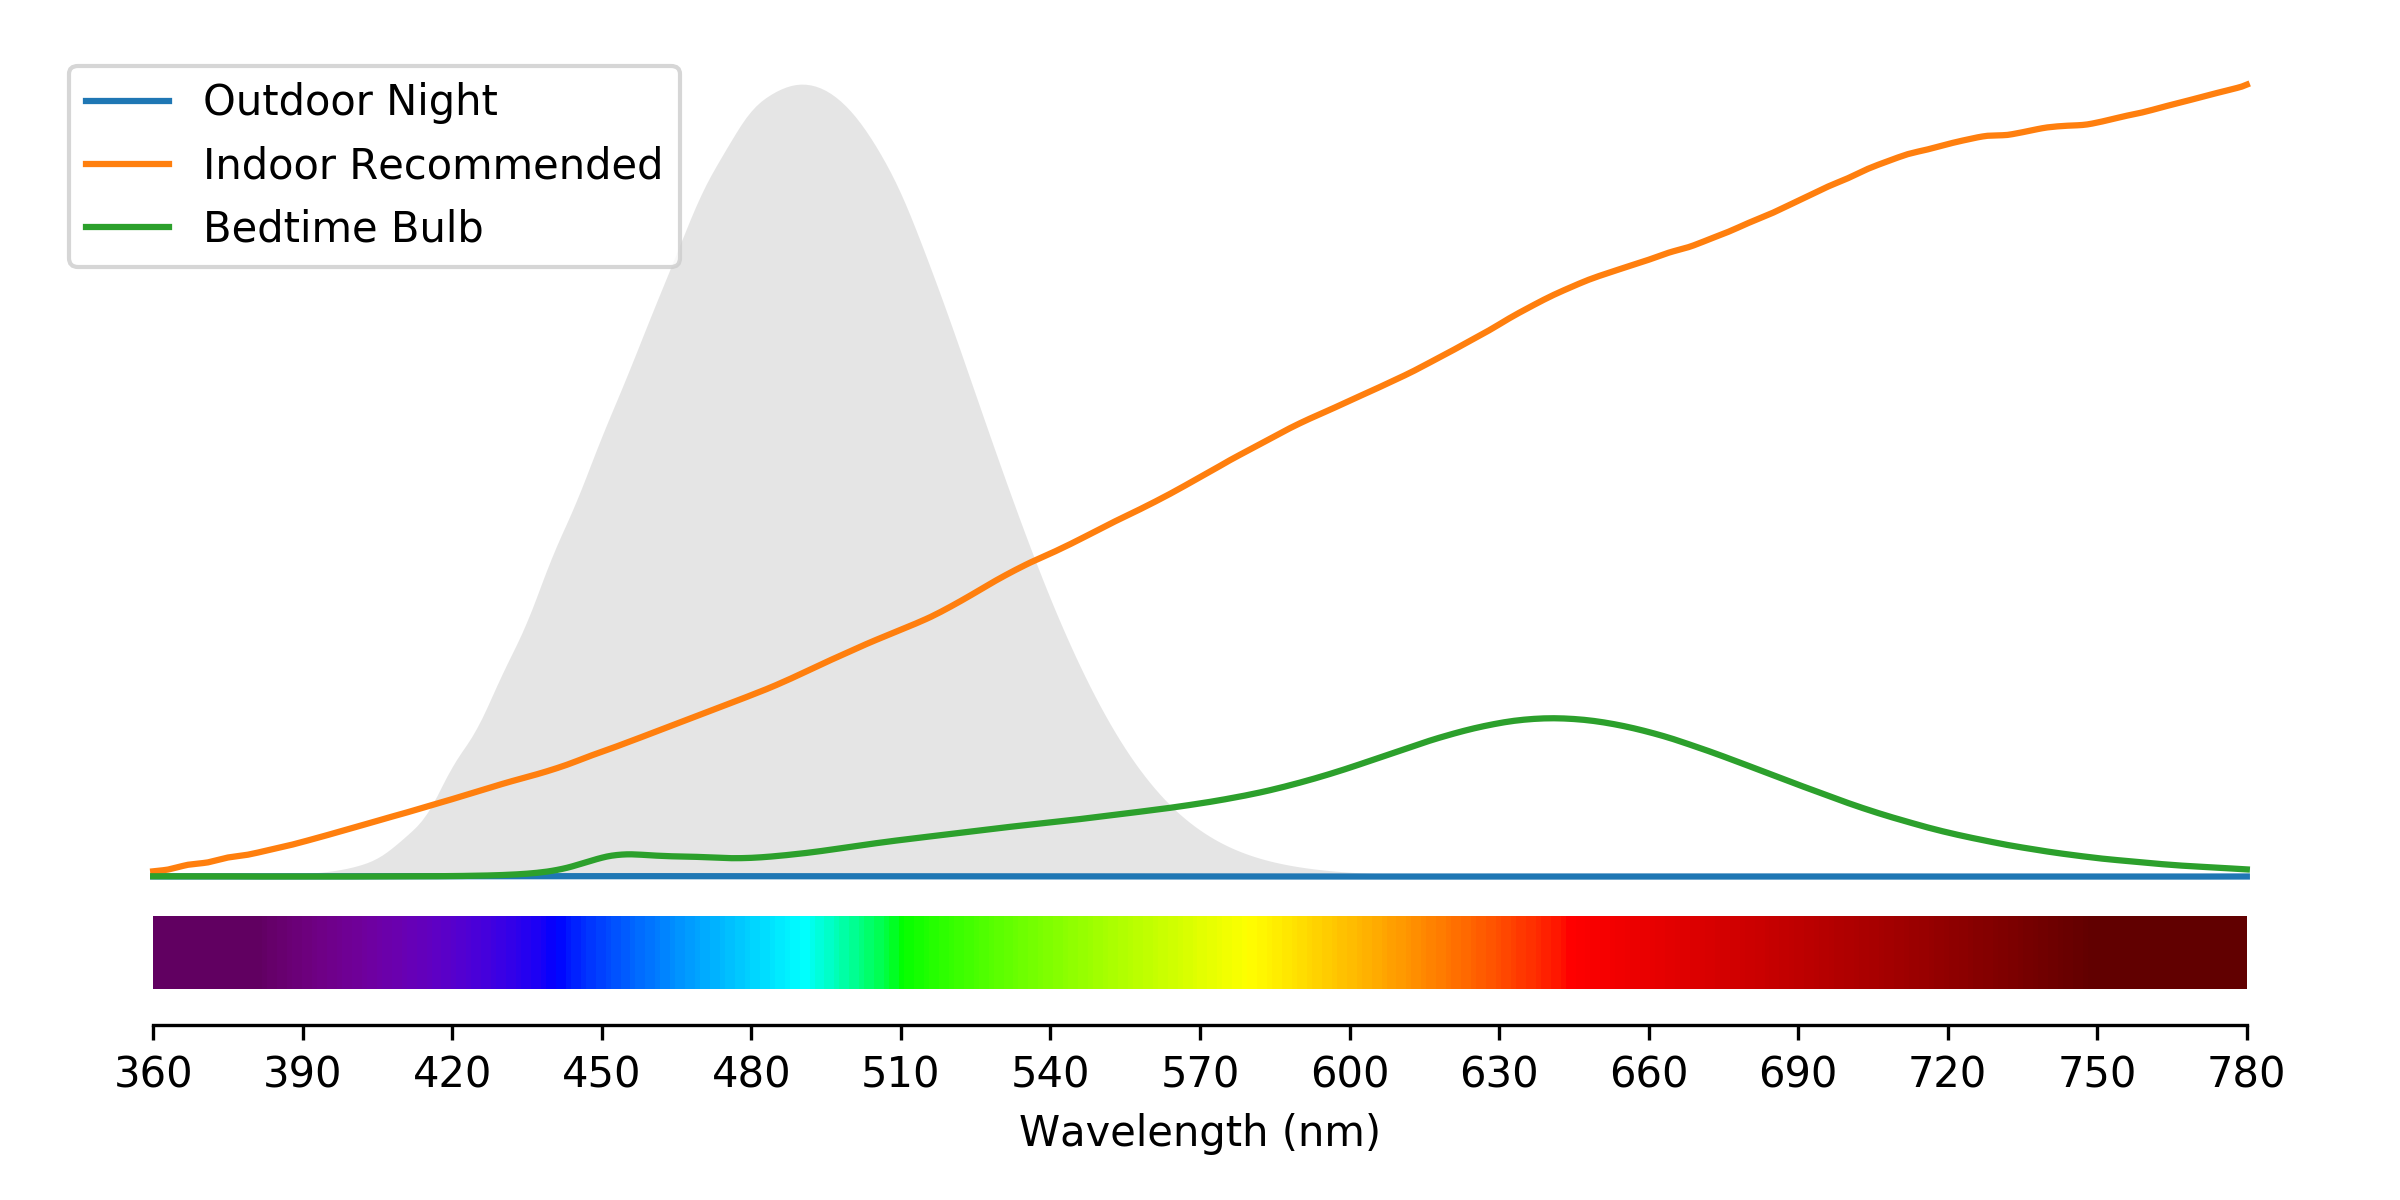 Outdoor Night
Indoor Recommended
Bedtime Bulb
360 390 420 450 480 510 540 570 600 630 660 690 720 750 780
Wavelength (nm)